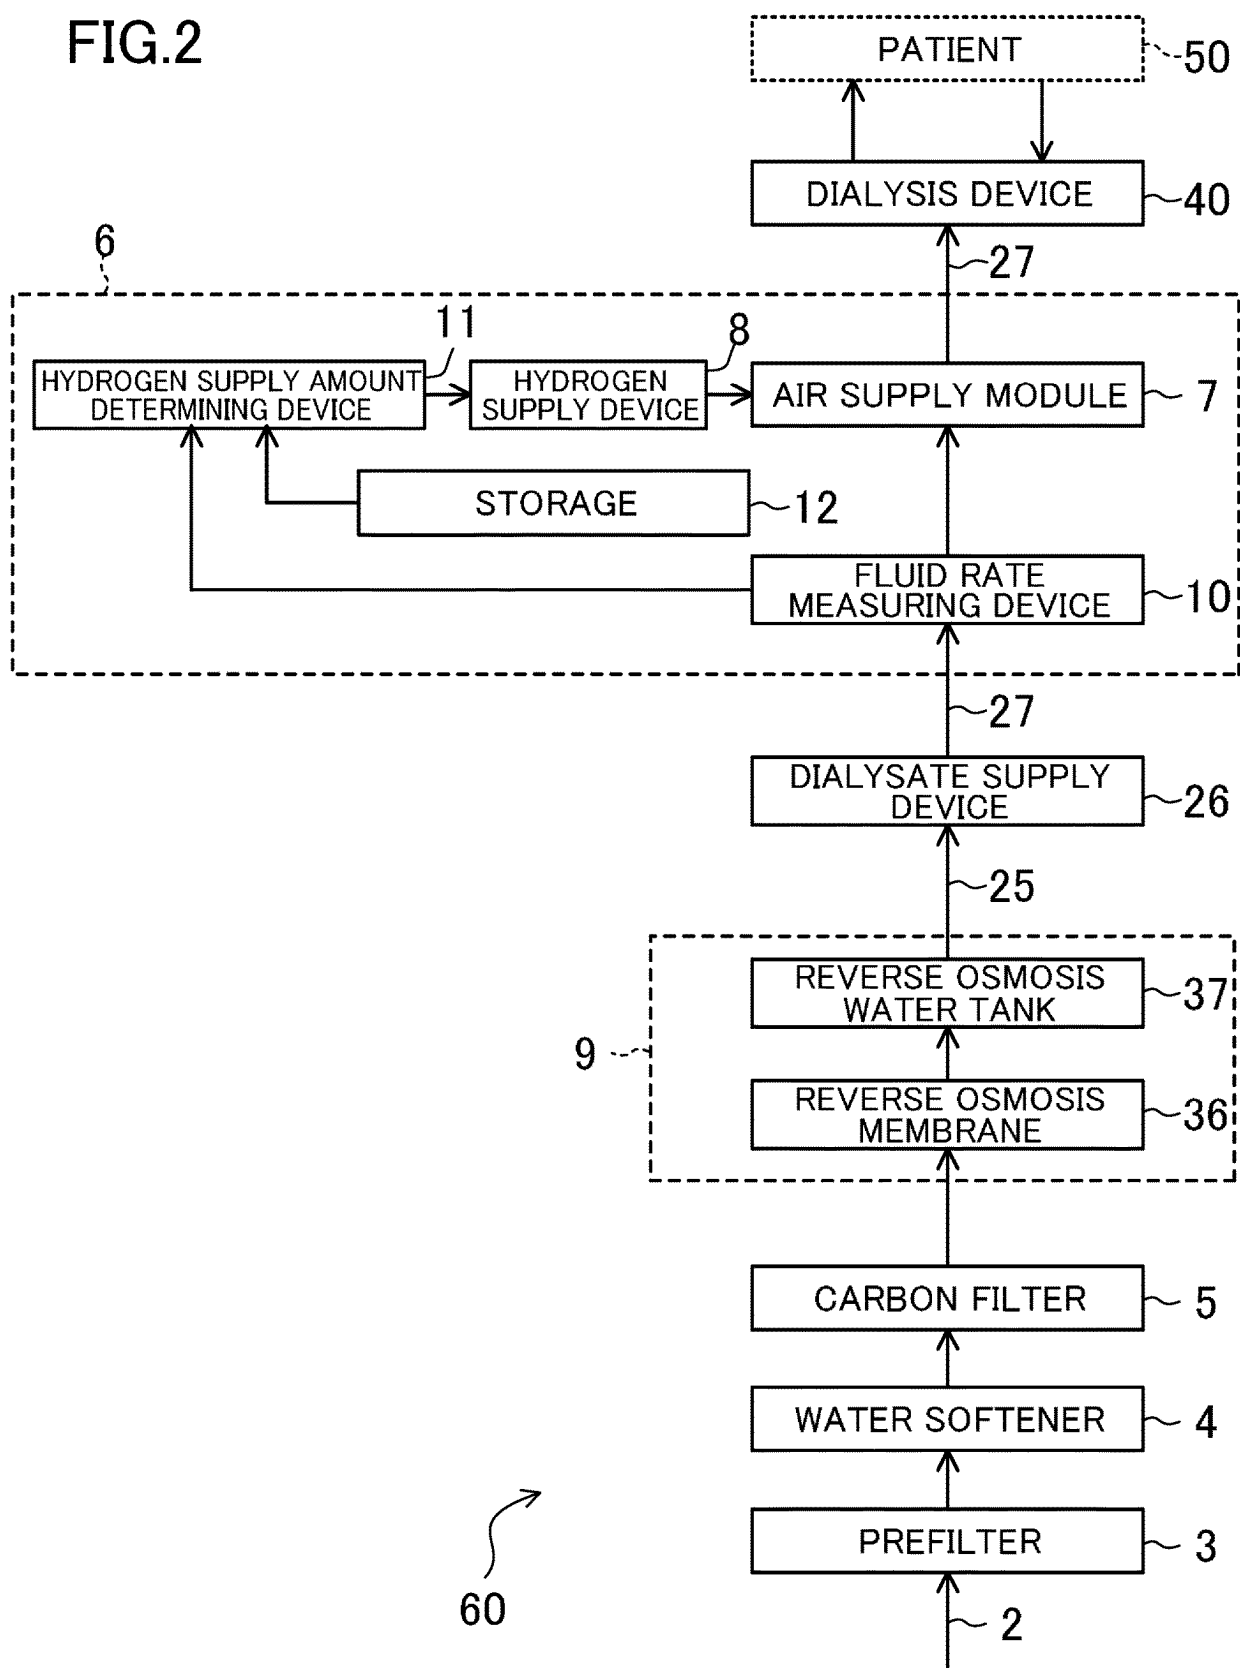 FIG.2
PATIENT
50
DIALYSIS DEVICE
40
27
6
11
8
HYDROGEN SUPPLY AMOUNT
DETERMINING DEVICE
HYDROGEN
SUPPLY DEVICE
AIR SUPPLY MODULE
7
STORAGE
12
FLUID RATE
MEASURING DEVICE
10
27
DIALYSATE SUPPLY
DEVICE
26
25
REVERSE OSMOSIS
WATER TANK
37
9
REVERSE OSMOSIS
MEMBRANE
36
CARBON FILTER
5
WATER SOFTENER
4
PREFILTER
3
60
2